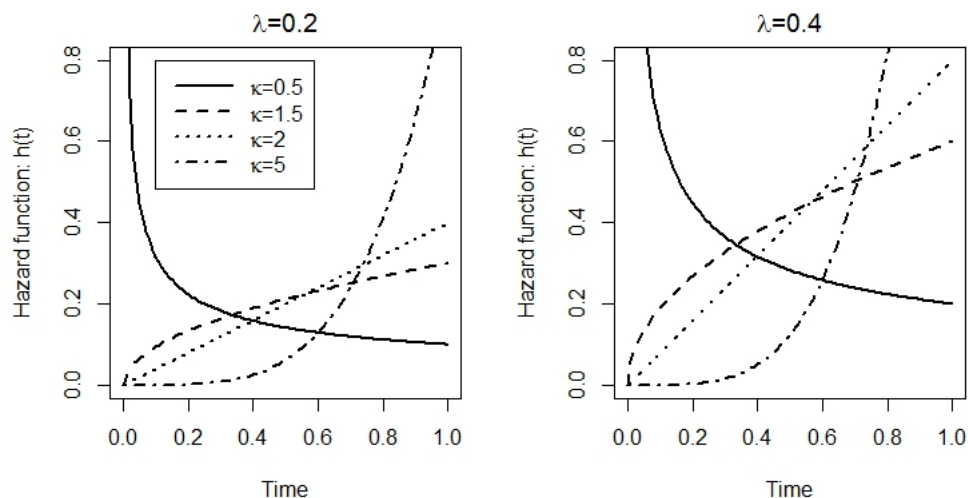 λ=0.2
Hazard function: h(t)
0.8
0.6
0.4
0.2
0.0
κ=0.5
κ=1.5
κ=2
κ=5
0.0 0.2 0.4 0.6 0.8 1.0
Time
λ=0.4
Hazard function: h(t)
0.8
0.6
0.4
0.2
0.0
0.0 0.2 0.4 0.6 0.8 1.0
Time